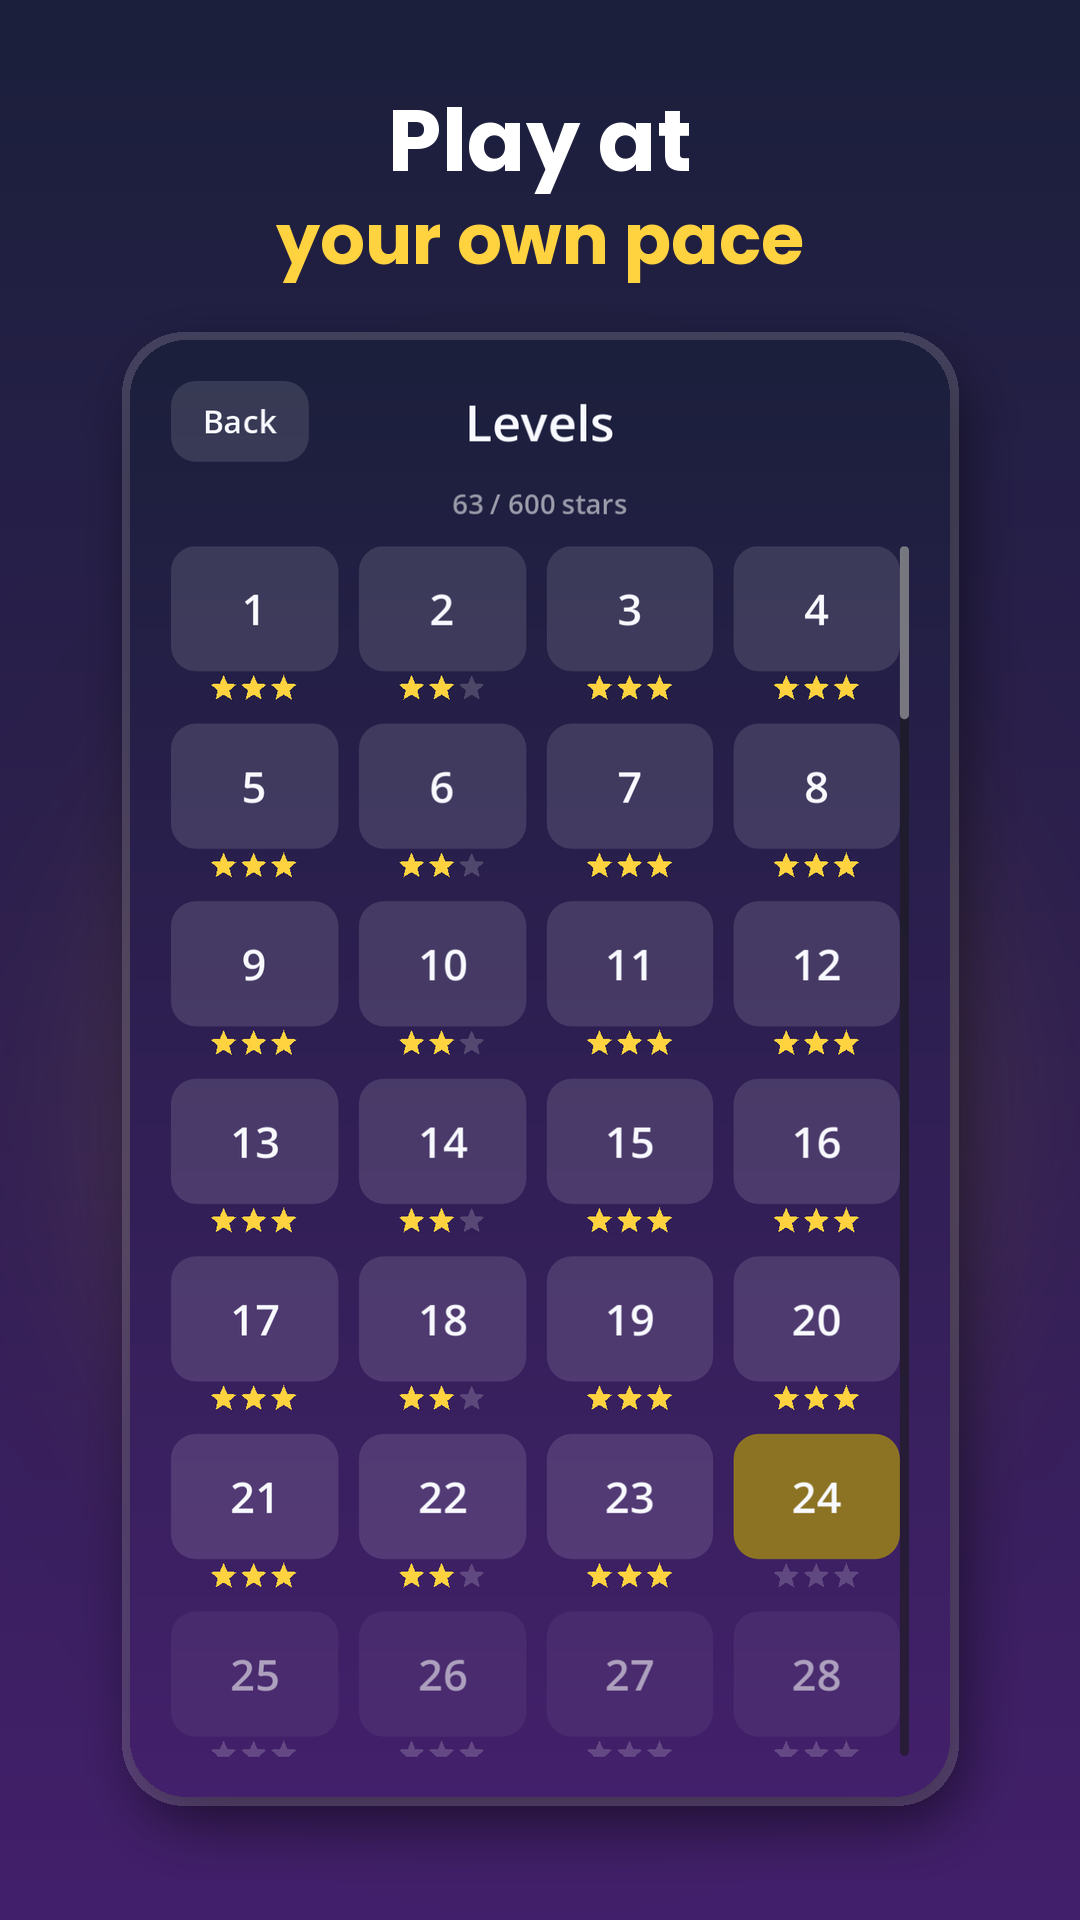 Play at
your own pace
Back
Levels
63 / 600 stars
1 2 3 4
5 6 7 8
9 10 11 12
13 14 15 16
17 18 19 20
21 22 23 24
25 26 27 28